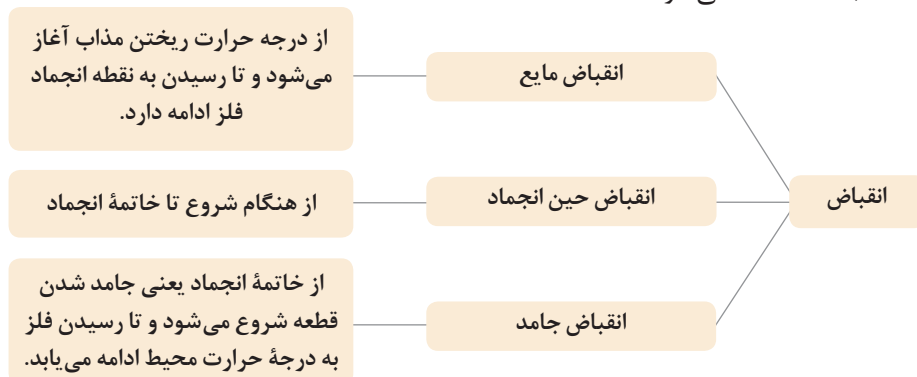 انقباض
انقباض مایع
از درجه حرارت ریختن مذاب آغاز
می‌شود و تا رسیدن به نقطه انجماد
فلز ادامه دارد.
انقباض حین انجماد
از هنگام شروع تا خاتمهٔ انجماد
انقباض جامد
از خاتمهٔ انجماد یعنی جامد شدن
قطعه شروع می‌شود و تا رسیدن فلز
به درجهٔ حرارت محیط ادامه می‌یابد.